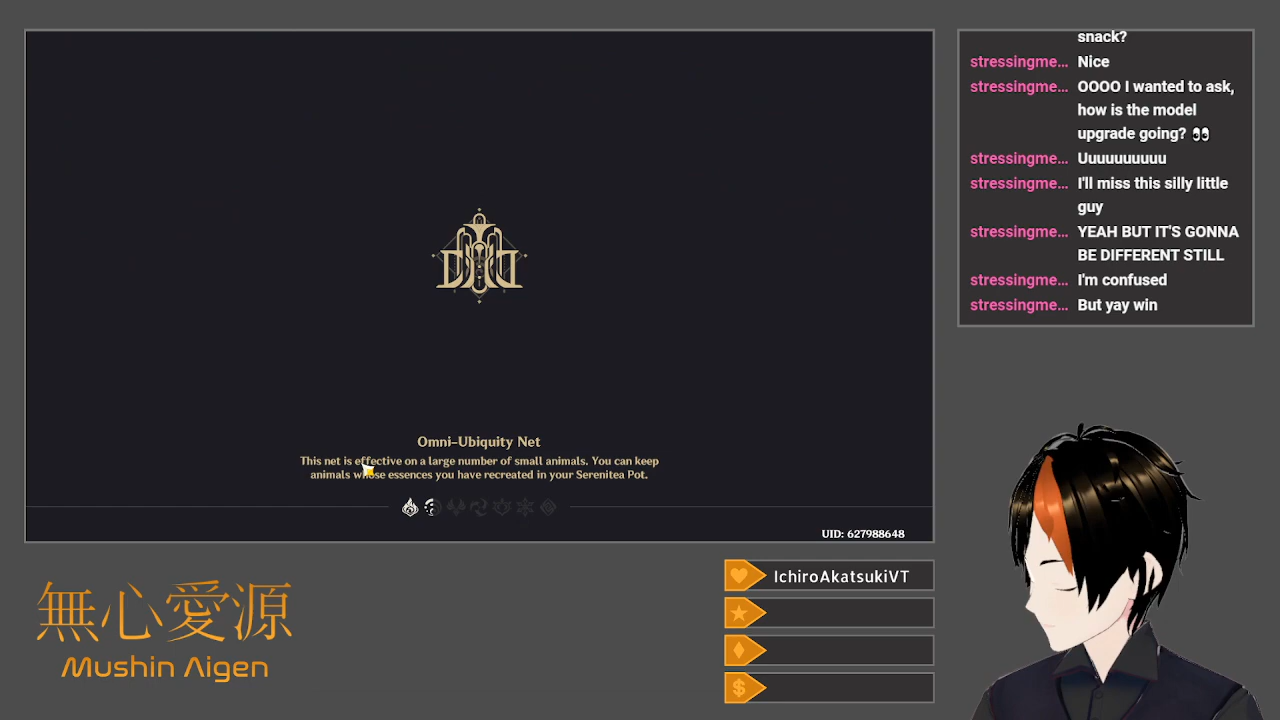 snack?
stressingme... Nice
stressingme... OOOO I wanted to ask,
how is the model
upgrade going? 👀
stressingme... Uuuuuuuuuu
stressingme... I'll miss this silly little
guy
stressingme... YEAH BUT IT'S GONNA
BE DIFFERENT STILL
stressingme... I'm confused
stressingme... But yay win
Omni-Ubiquity Net
This net is effective on a large number of small animals. You can keep
animals whose essences you have recreated in your Serenitea Pot.
UID: 627988648
IchiroAkatsukiVT
無心愛源
Mushin Aigen